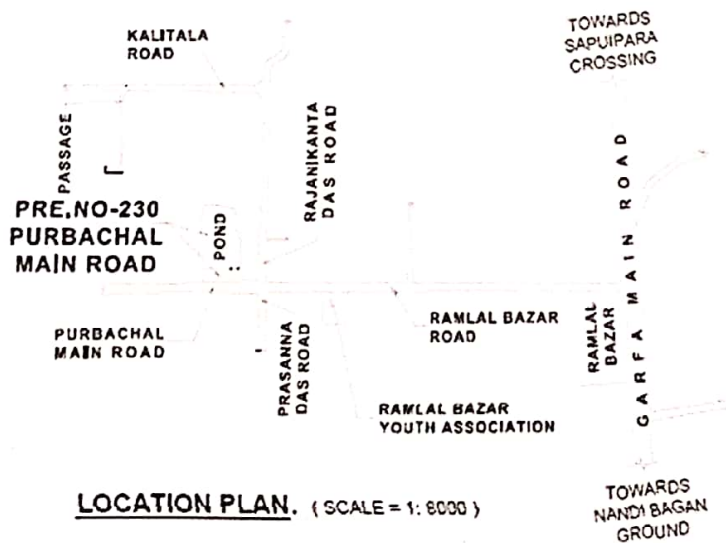 KALITALA
ROAD
TOWARDS
SAPUIPARA
CROSSING
PASSAGE
RAJANIKANTA
DAS ROAD
PRE.NO-230
PURBACHAL
MAIN ROAD
POND
GARFA MAIN ROAD
PURBACHAL
MAIN ROAD
PRASANNA
DAS ROAD
RAMLAL BAZAR
ROAD
RAMLAL
BAZAR
RAMLAL BAZAR
YOUTH ASSOCIATION
LOCATION PLAN. (SCALE = 1: 8000)
TOWARDS
NANDI BAGAN
GROUND